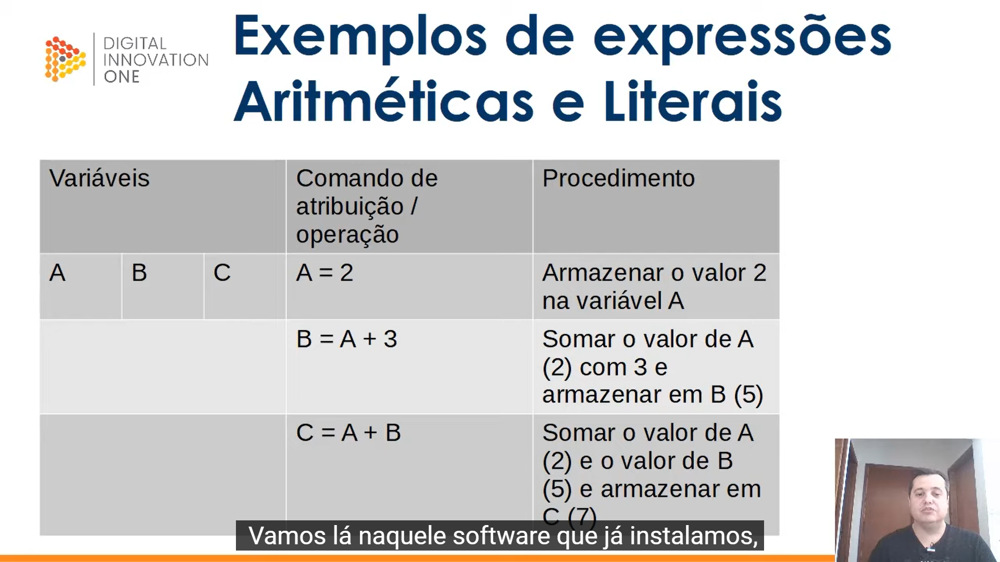 DIGITAL
INNOVATION
ONE
Exemplos de expressões
Aritméticas e Literais
Variáveis
Comando de
atribuição /
operação
Procedimento
A
B
C
A = 2
Armazenar o valor 2
na variável A
B = A + 3
Somar o valor de A
(2) com 3 e
armazenar em B (5)
C = A + B
Somar o valor de A
(2) e o valor de B
(5) e armazenar em
C (7)
Vamos lá naquele software que já instalamos,